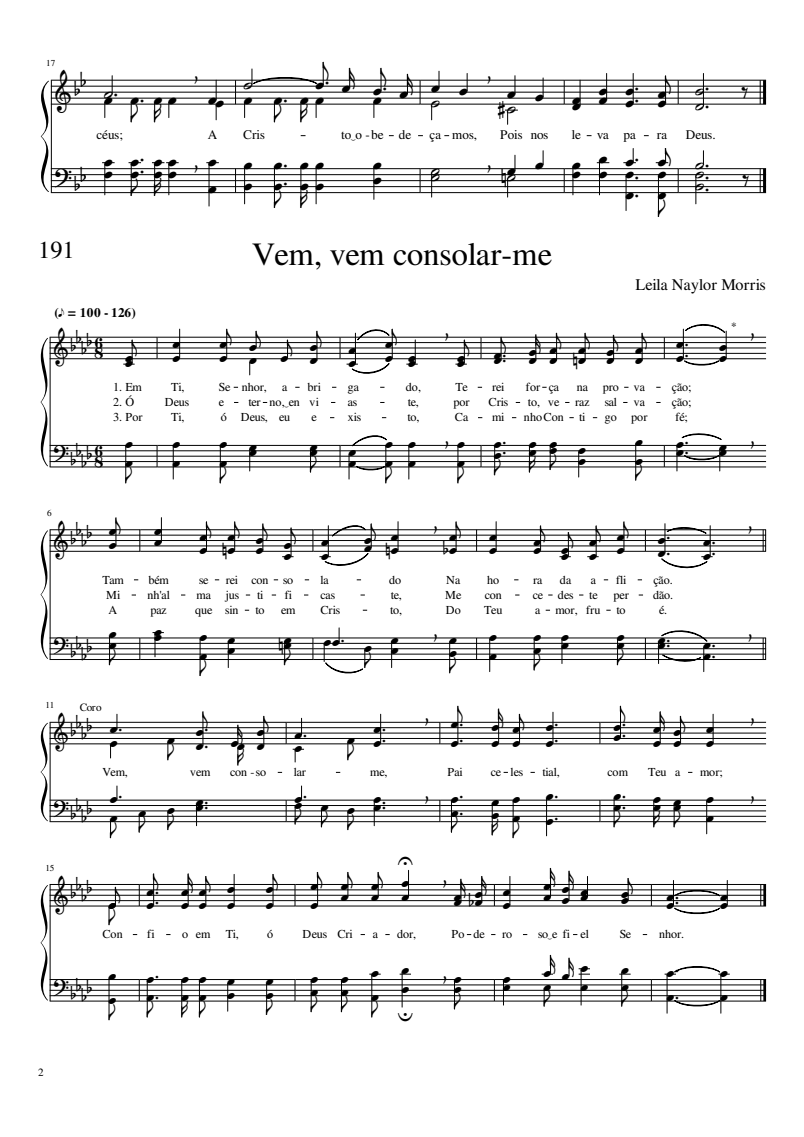 17
céus; A Cris – to_o - be – de – ça – mos, Pois nos le – va pa – ra Deus.
191
Vem, vem consolar-me
Leila Naylor Morris
(♪ = 100 - 126)
*
1. Em Ti, Se – nhor, a – bri – ga – do, Te – rei for – ça na pro – va – ção;
2. Ó Deus e – ter – no,_en vi – as – te, por Cris – to, ve – raz sal – va – ção;
3. Por Ti, ó Deus, eu e – xis – to, Ca – mi – nho Con – ti – go por fé;
6
Tam – bém se – rei con – so – la – do Na ho – ra da a – fli – ção.
Mi – nh'al – ma jus – ti – fi – cas – te, Me con – ce – des – te per – dão.
A paz que sin – to em Cris – to, Do Teu a – mor, fru – to é.
11
Coro
Vem, vem con – so – lar – me, Pai ce – les – tial, com Teu a – mor;
15
Con – fi – o em Ti, ó Deus Cri – a – dor, Po – de – ro – so_e fi – el Se – nhor.
2